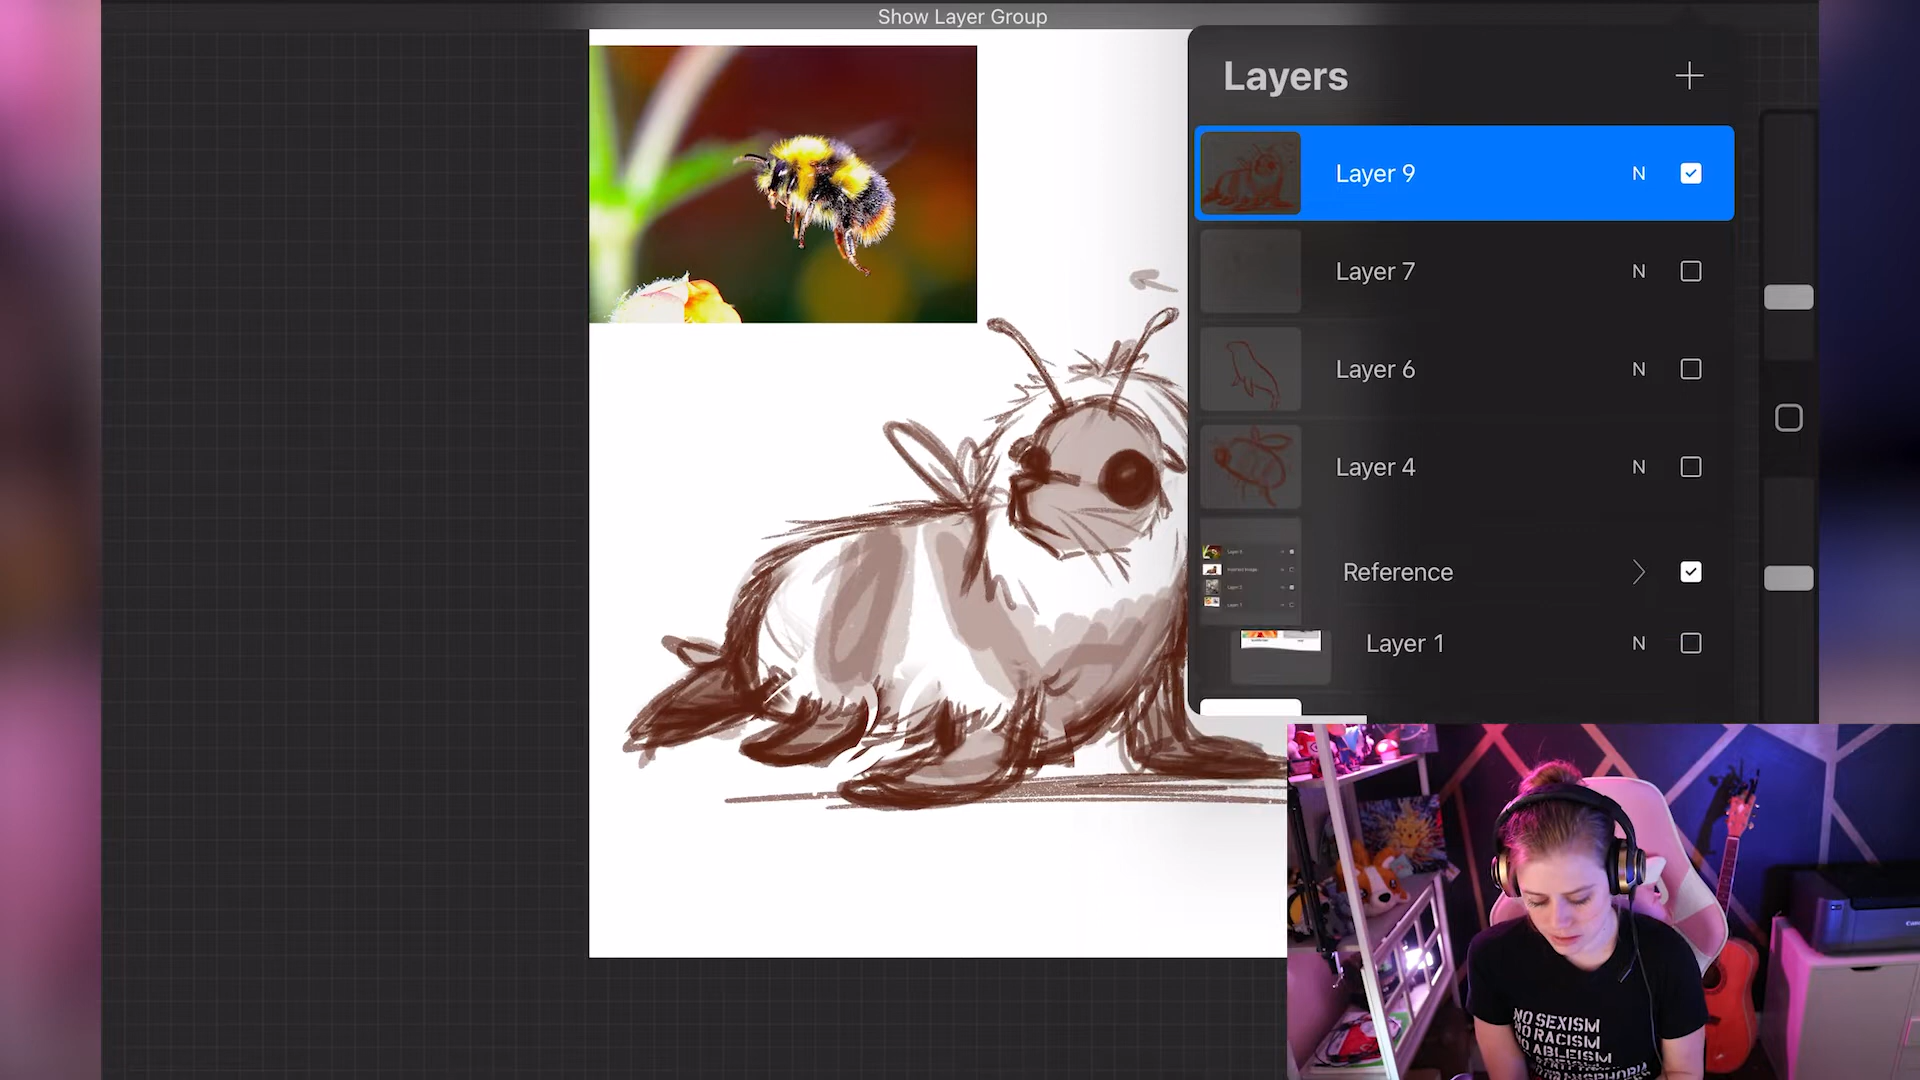 Show Layer Group
Layers
Layer 9 N
Layer 7 N
Layer 6 N
Layer 4 N
Reference
Layer 1 N
NO SEXISM
NO RACISM
NO ABLEISM